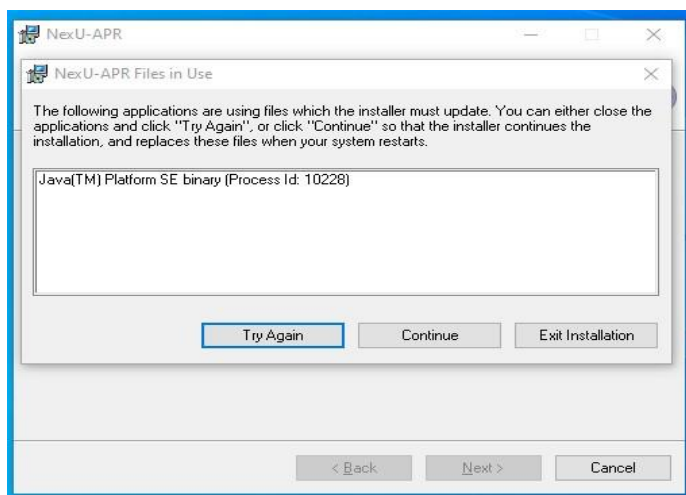 NexU-APR
NexU-APR Files in Use
The following applications are using files which the installer must update. You can either close the
applications and click "Try Again", or click "Continue" so that the installer continues the
installation, and replaces these files when your system restarts.
Java(TM) Platform SE binary (Process Id: 10228)
Try Again Continue Exit Installation
< Back Next > Cancel